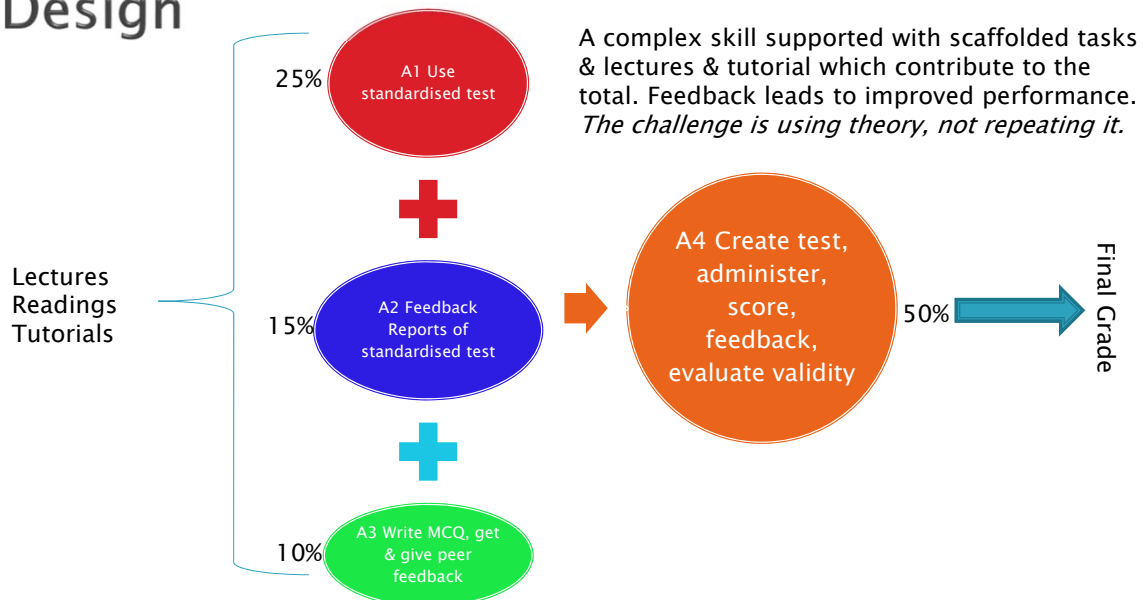 Design
A complex skill supported with scaffolded tasks
& lectures & tutorial which contribute to the
total. Feedback leads to improved performance.
The challenge is using theory, not repeating it.
25%
A1 Use
standardised test
Lectures
Readings
Tutorials
15%
A2 Feedback
Reports of
standardised test
10%
A3 Write MCQ, get
& give peer
feedback
A4 Create test,
administer,
score,
feedback,
evaluate validity
50%
Final Grade